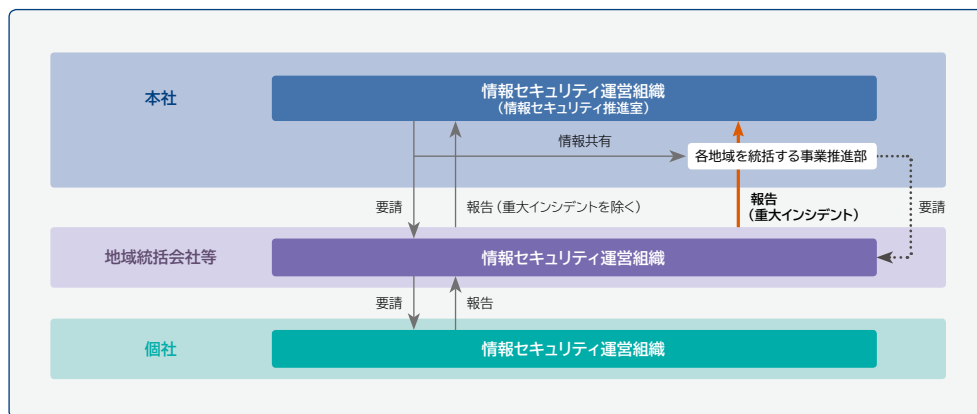 本社
情報セキュリティ運営組織
（情報セキュリティ推進室）
情報共有
各地域を統括する事業推進部
要請
報告（重大インシデントを除く）
報告
（重大インシデント）
要請
地域統括会社等
情報セキュリティ運営組織
要請
報告
個社
情報セキュリティ運営組織